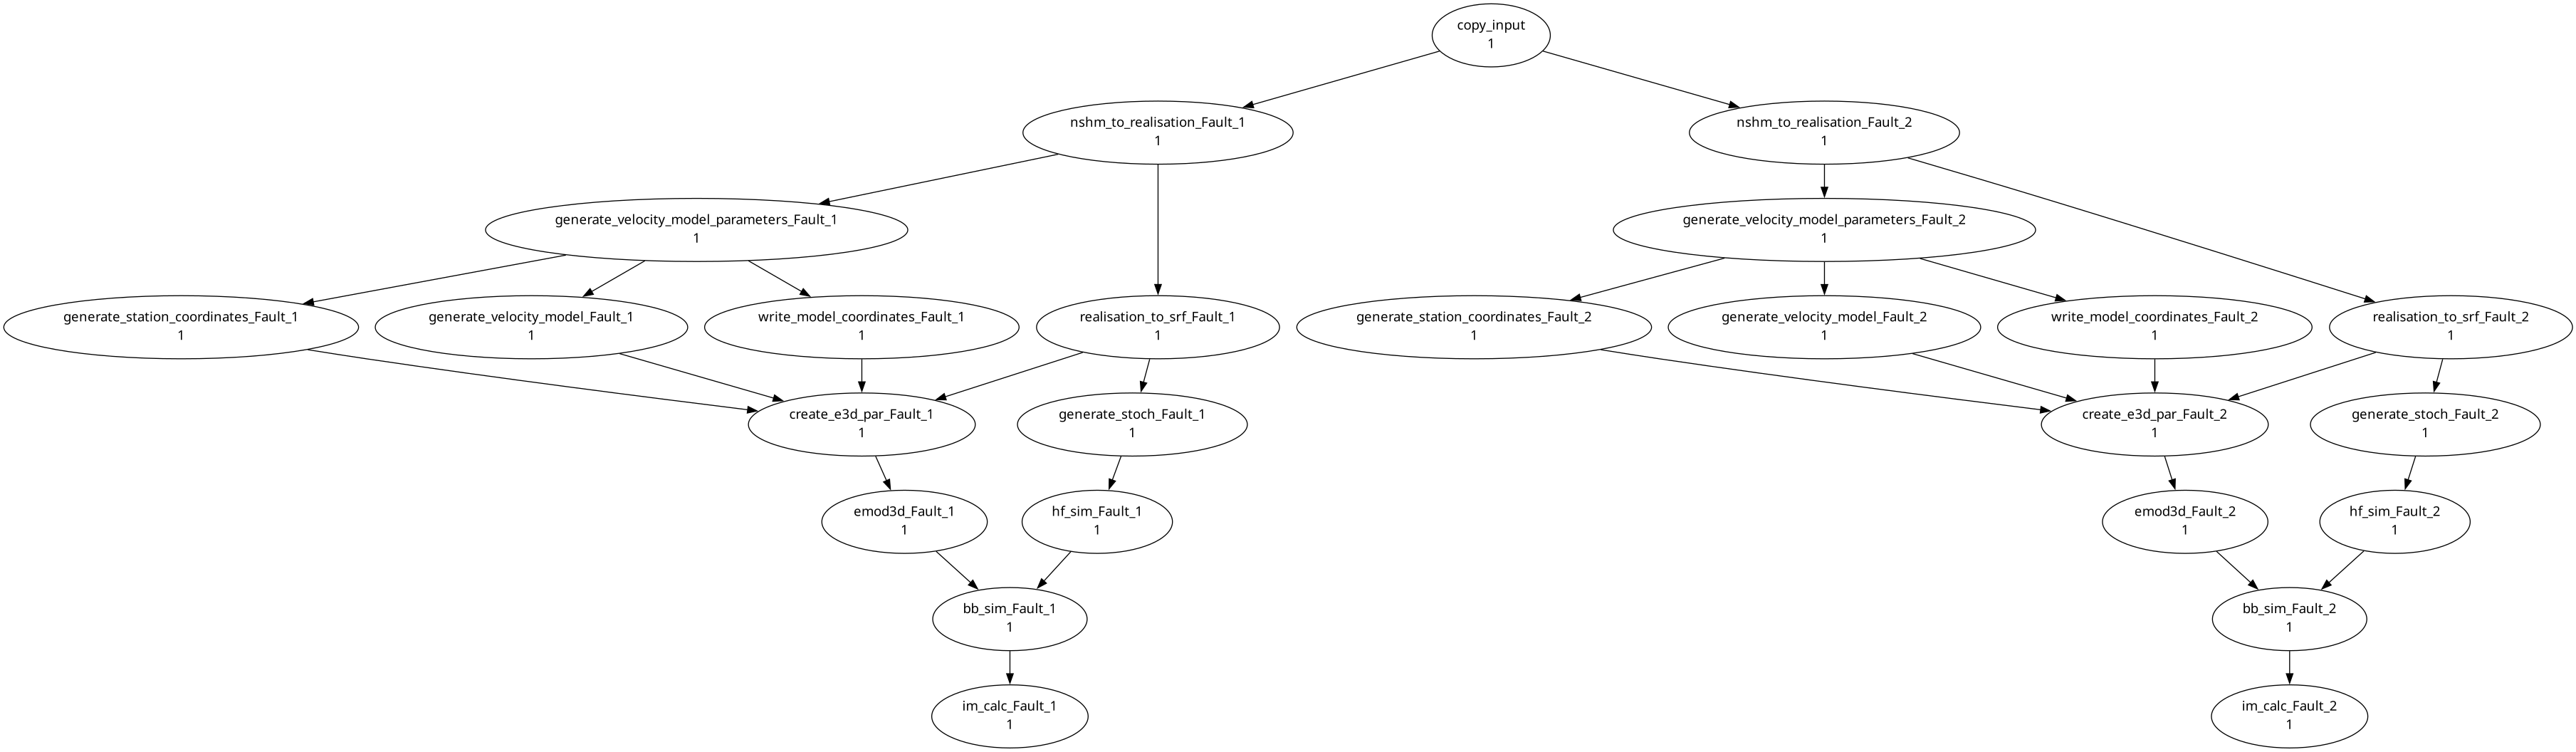 copy_input
1
nshm_to_realisation_Fault_1
1
nshm_to_realisation_Fault_2
1
generate_velocity_model_parameters_Fault_1
1
generate_velocity_model_parameters_Fault_2
1
generate_station_coordinates_Fault_1
1
generate_velocity_model_Fault_1
1
write_model_coordinates_Fault_1
1
realisation_to_srf_Fault_1
1
generate_station_coordinates_Fault_2
1
generate_velocity_model_Fault_2
1
write_model_coordinates_Fault_2
1
realisation_to_srf_Fault_2
1
create_e3d_par_Fault_1
1
generate_stoch_Fault_1
1
create_e3d_par_Fault_2
1
generate_stoch_Fault_2
1
emod3d_Fault_1
1
hf_sim_Fault_1
1
emod3d_Fault_2
1
hf_sim_Fault_2
1
bb_sim_Fault_1
1
bb_sim_Fault_2
1
im_calc_Fault_1
1
im_calc_Fault_2
1